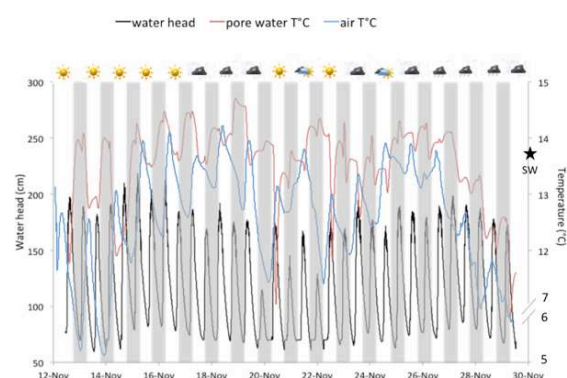 water head pore water T°C air T°C
300 15
250 14
SW
200 13
150 12
100 7
6
50 5
Water head (cm)
Temperature (°C)
12-Nov 14-Nov 16-Nov 18-Nov 20-Nov 22-Nov 24-Nov 26-Nov 28-Nov 30-Nov